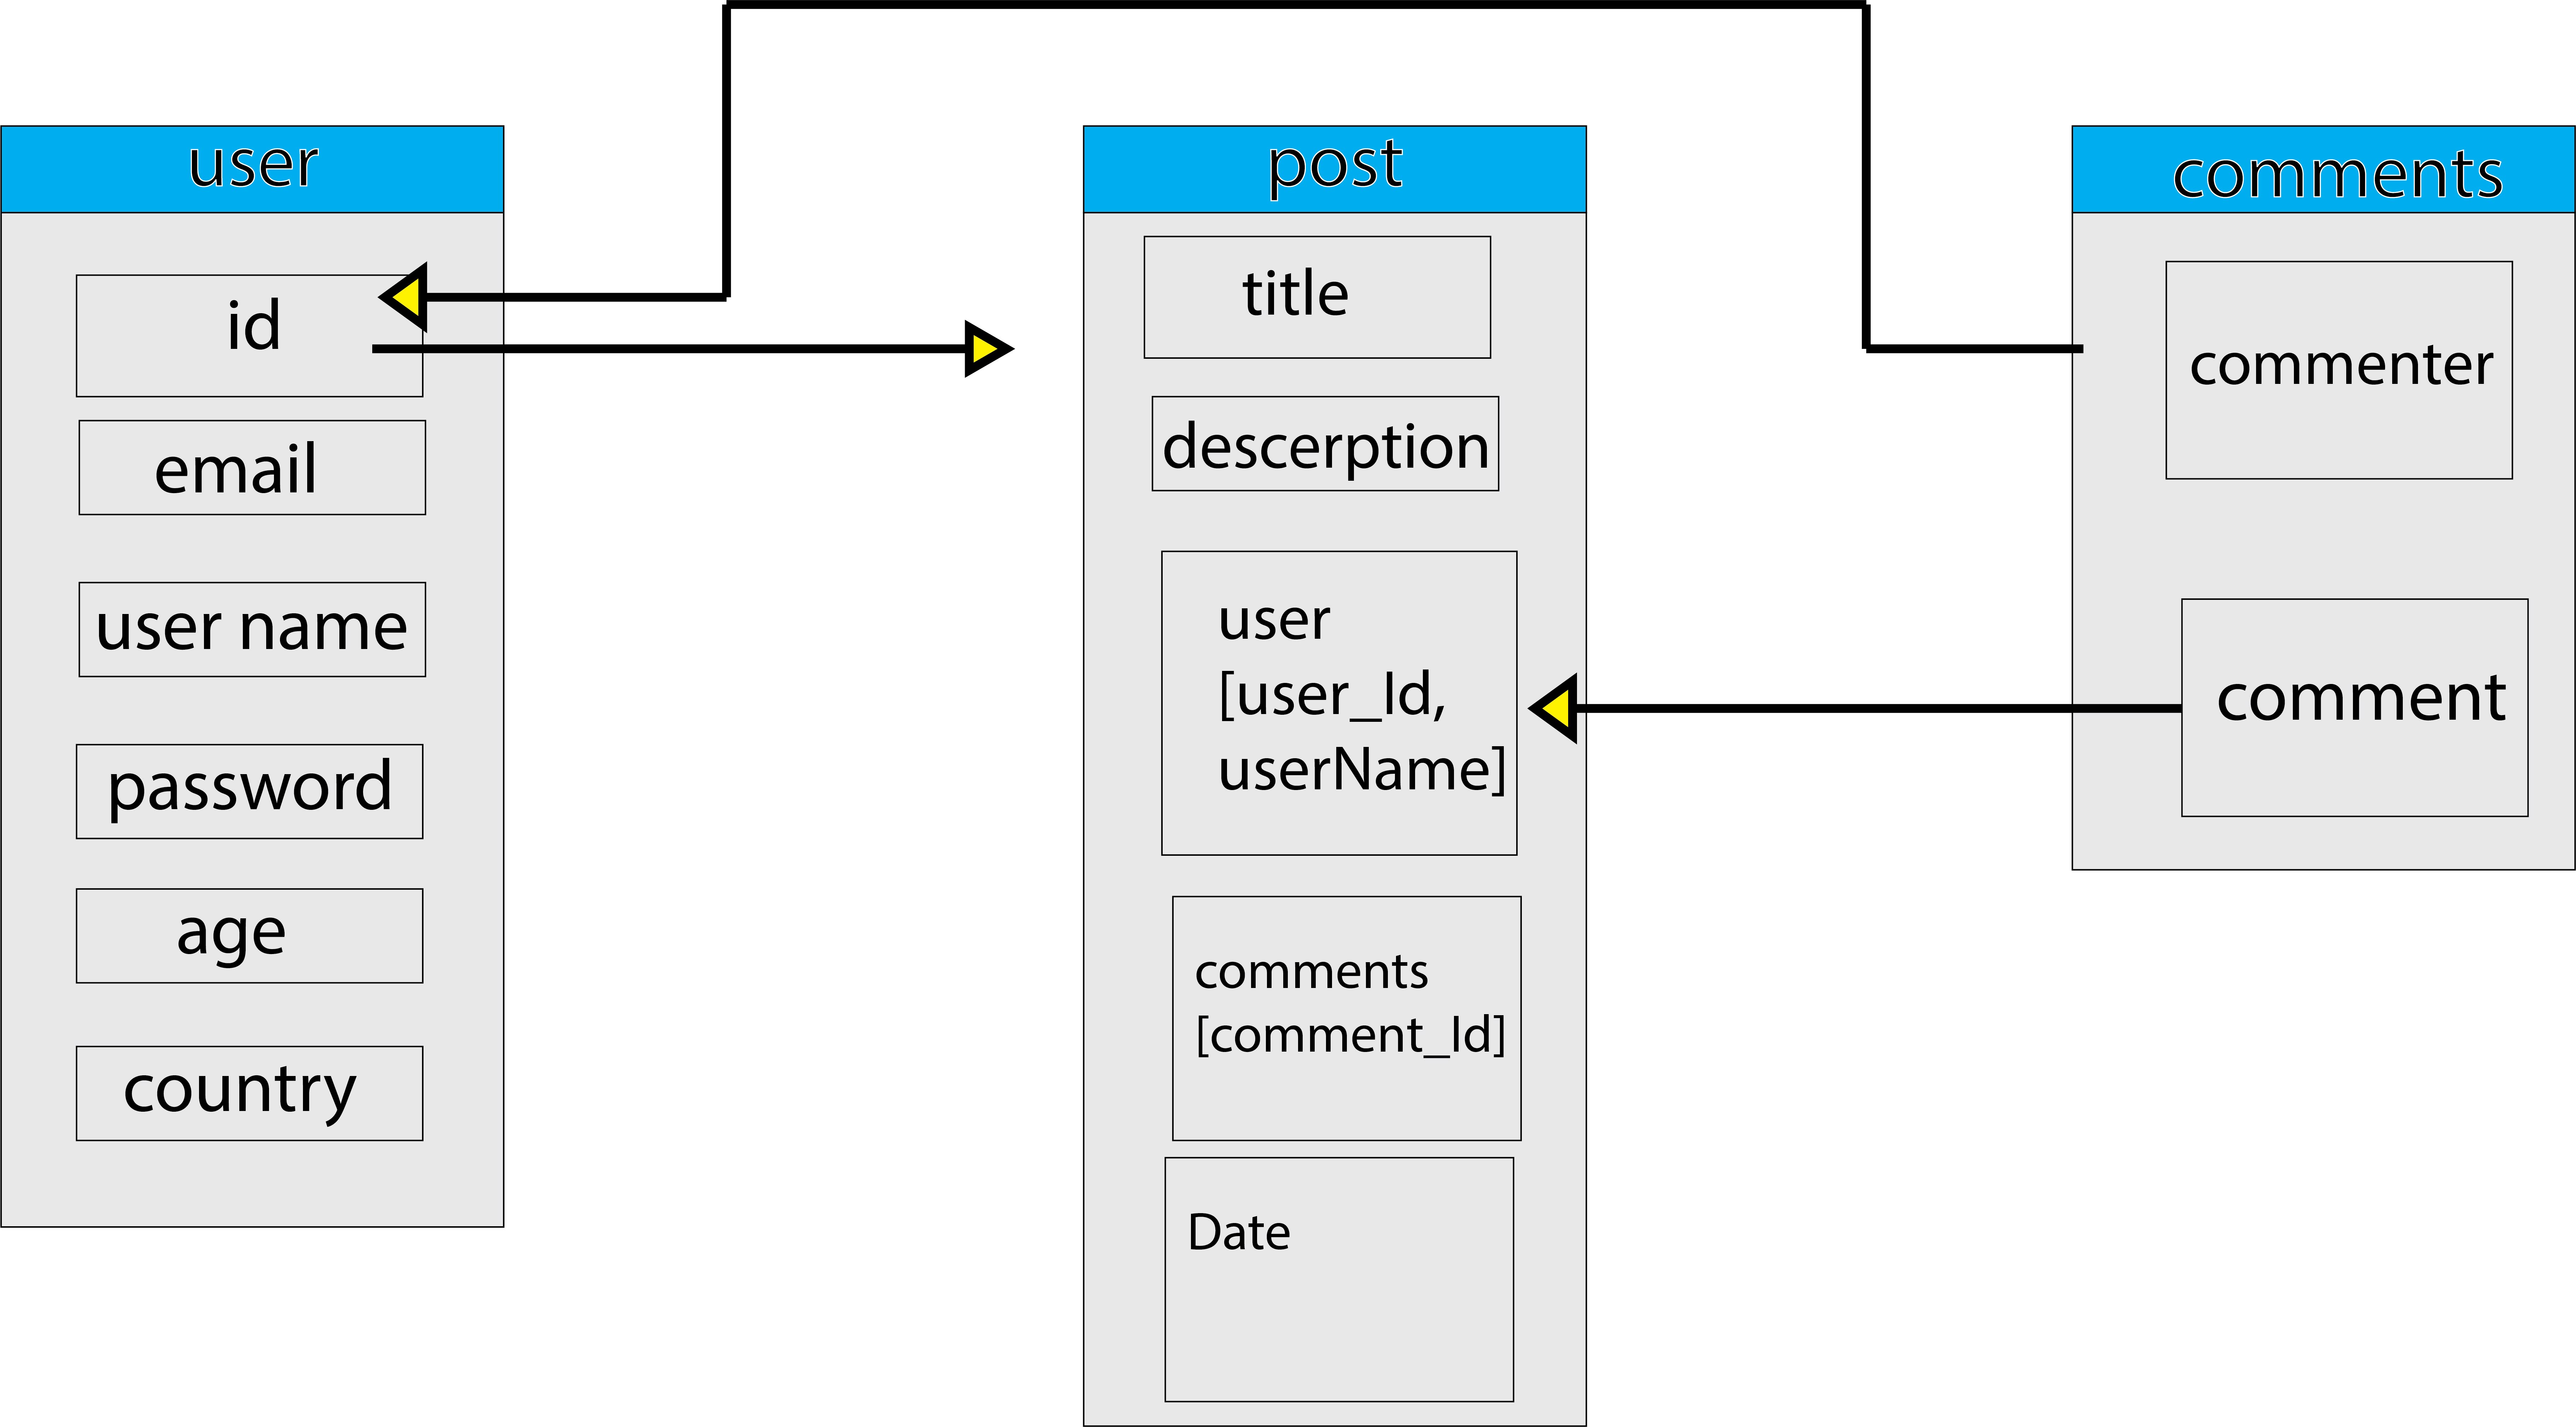 user
id
email
user name
password
age
country
post
title
descerption
user
[user_Id,
userName]
comments
[comment_Id]
Date
comments
commenter
comment